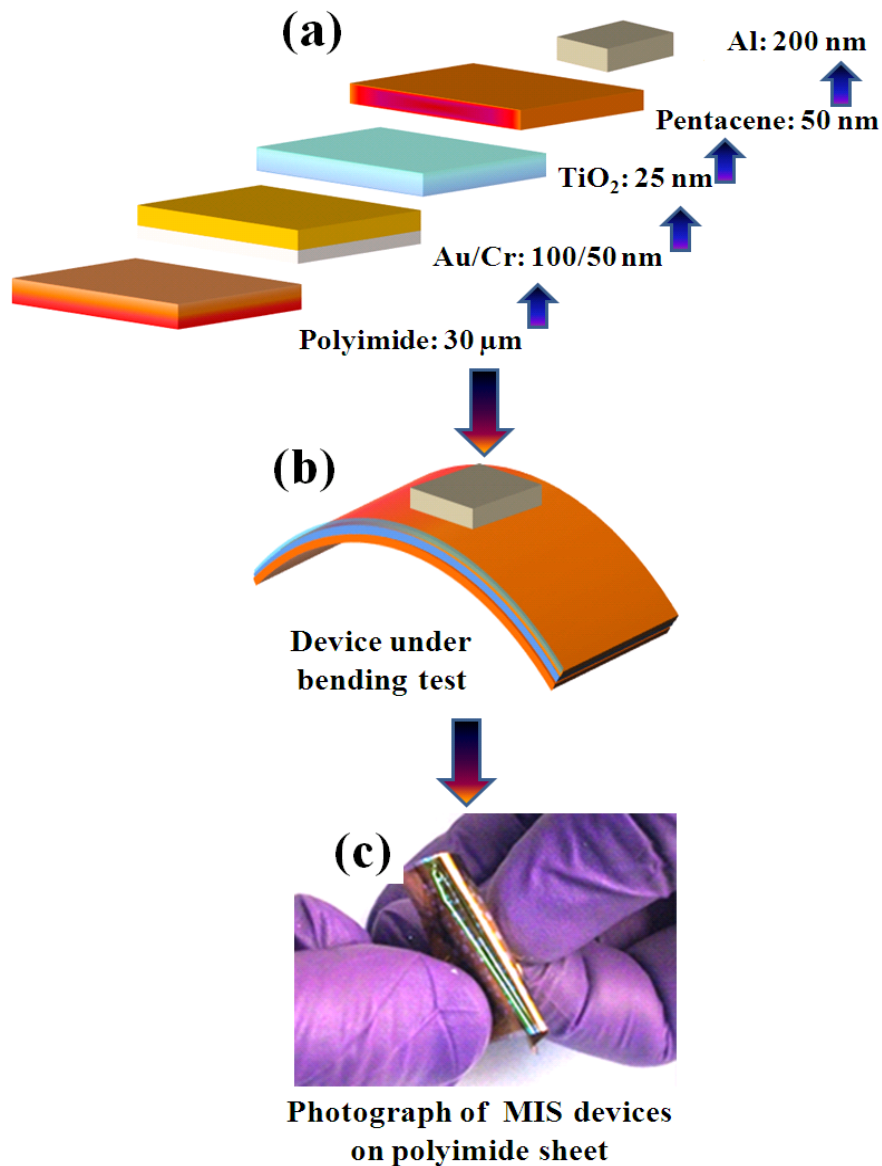 (a)
Al: 200 nm
Pentacene: 50 nm
TiO₂: 25 nm
Au/Cr: 100/50 nm
Polyimide: 30 µm
(b)
Device under
bending test
(c)
Photograph of MIS devices
on polyimide sheet